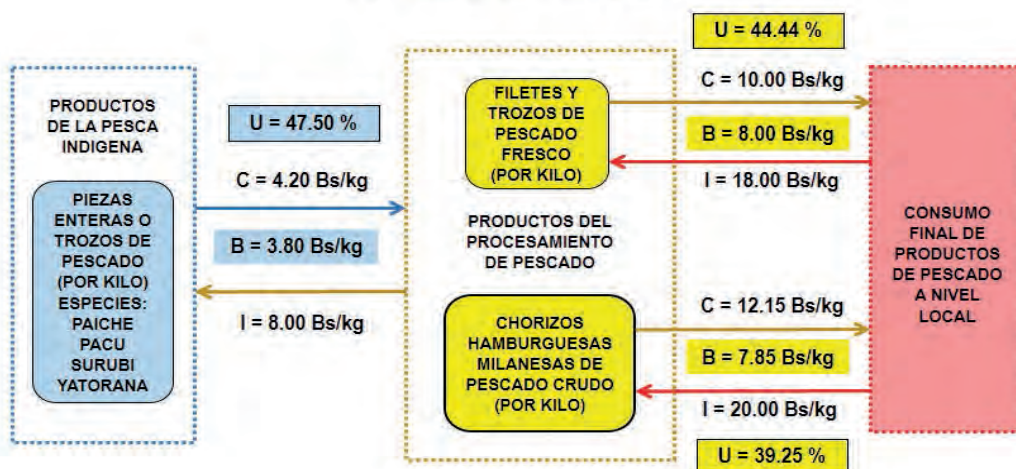 PRODUCTOS
DE LA PESCA
INDIGENA
PIEZAS
ENTERAS O
TROZOS DE
PESCADO
(POR KILO)
ESPECIES:
PAICHE
PACU
SURUBI
YATORANA
U = 47.50 %
C = 4.20 Bs/kg
B = 3.80 Bs/kg
I = 8.00 Bs/kg
FILETES Y
TROZOS DE
PESCADO
FRESCO
(POR KILO)
PRODUCTOS DEL
PROCESAMIENTO
DE PESCADO
CHORIZOS
HAMBURGUESAS
MILANESAS DE
PESCADO CRUDO
(POR KILO)
U = 44.44 %
C = 10.00 Bs/kg
B = 8.00 Bs/kg
I = 18.00 Bs/kg
C = 12.15 Bs/kg
B = 7.85 Bs/kg
I = 20.00 Bs/kg
U = 39.25 %
CONSUMO
FINAL DE
PRODUCTOS
DE PESCADO
A NIVEL
LOCAL